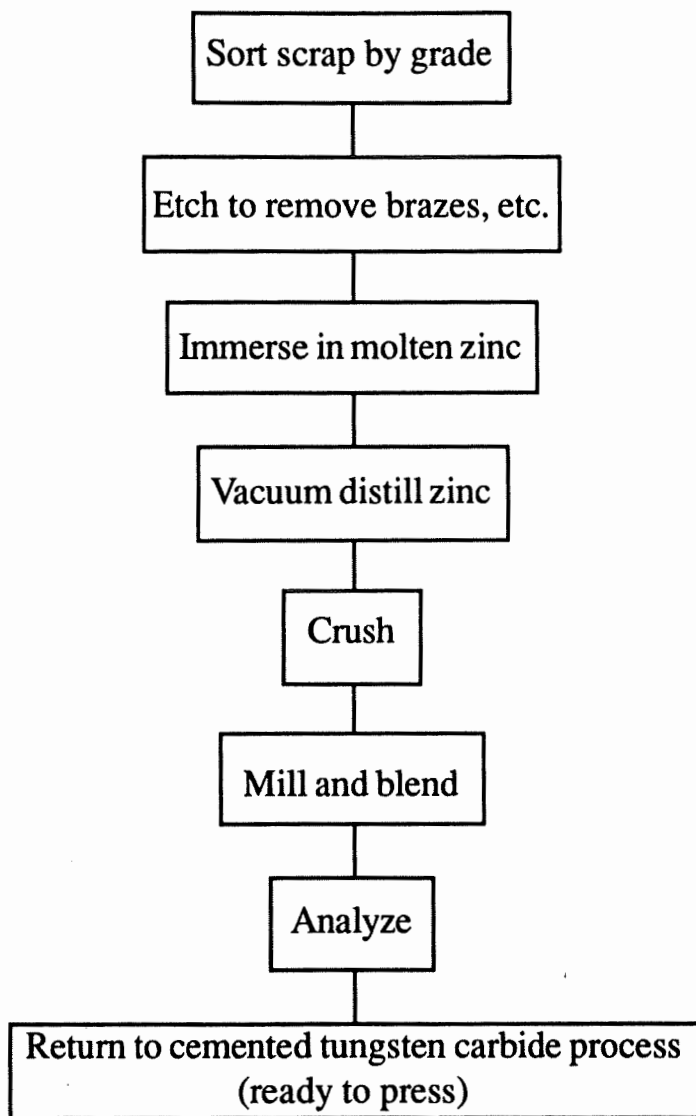 Sort scrap by grade
Etch to remove brazes, etc.
Immerse in molten zinc
Vacuum distill zinc
Crush
Mill and blend
Analyze
Return to cemented tungsten carbide process
(ready to press)